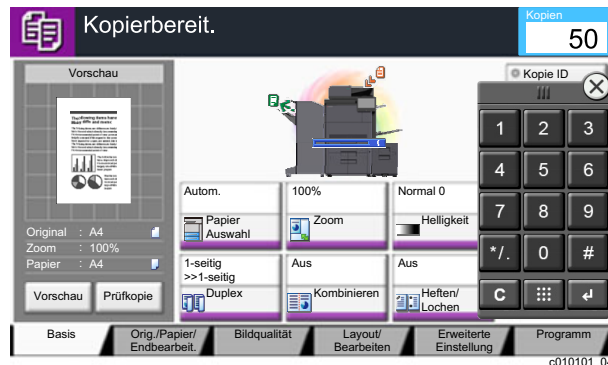 Kopierbereit.
Kopien
50
Vorschau
Kopie ID
Original : A4
Zoom : 100%
Papier : A4
Vorschau
Prüfkopie
Autom.
Papier
Auswahl
100%
Zoom
Normal 0
Helligkeit
1-seitig
>>1-seitig
Duplex
Aus
Kombinieren
Aus
Heften/
Lochen
1 2 3
4 5 6
7 8 9
*/. 0 #
C
Basis
Orig./Papier/
Endbearbeit.
Bildqualität
Layout/
Bearbeiten
Erweiterte
Einstellung
Programm